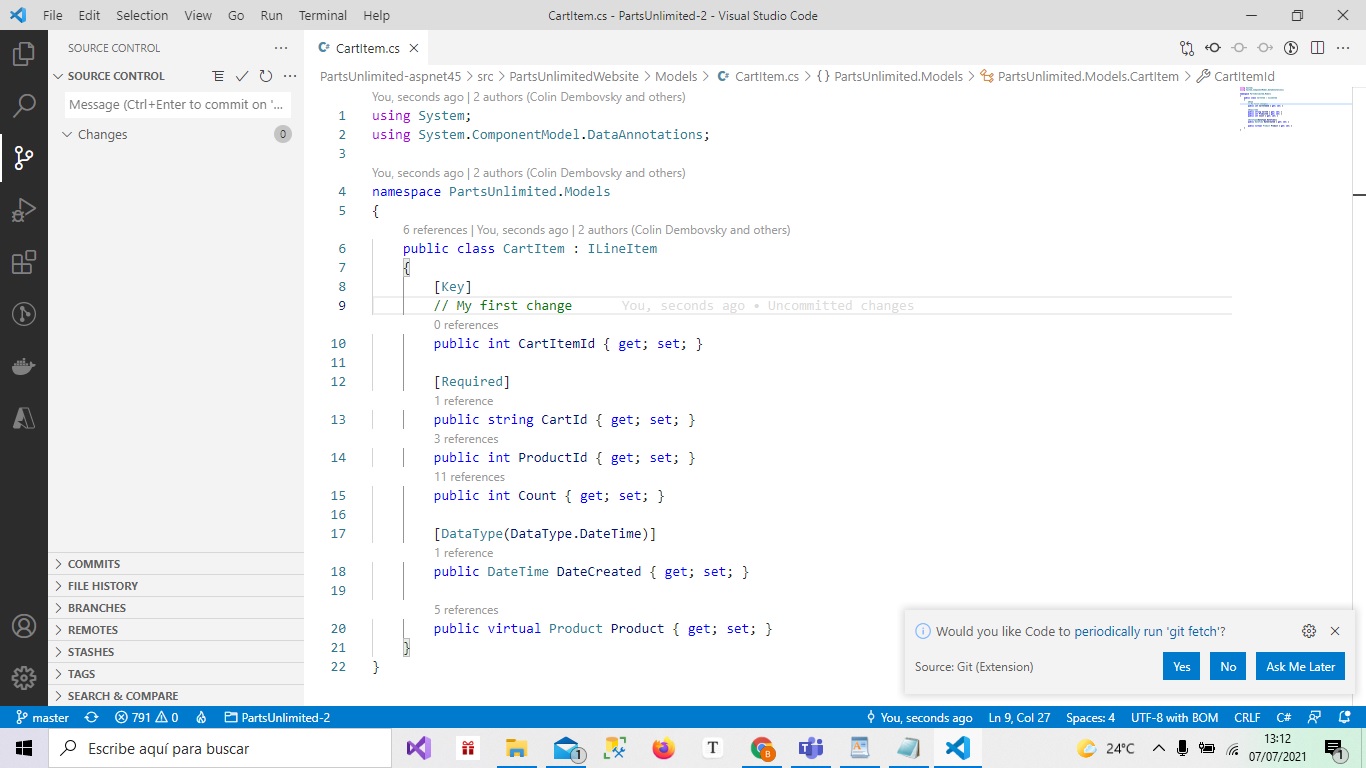 File Edit Selection View Go Run Terminal Help CartItem.cs - PartsUnlimited-2 - Visual Studio Code
SOURCE CONTROL
SOURCE CONTROL
Message (Ctrl+Enter to commit on '...
Changes 0
COMMITS
FILE HISTORY
BRANCHES
REMOTES
STASHES
TAGS
SEARCH & COMPARE
CartItem.cs
PartsUnlimited-aspnet45 > src > PartsUnlimitedWebsite > Models > CartItem.cs > {} PartsUnlimited.Models > PartsUnlimited.Models.CartItem > CartItemId
You, seconds ago | 2 authors (Colin Dembovsky and others)
1 using System;
2 using System.ComponentModel.DataAnnotations;
3
You, seconds ago | 2 authors (Colin Dembovsky and others)
4 namespace PartsUnlimited.Models
5 {
6 references | You, seconds ago | 2 authors (Colin Dembovsky and others)
6 public class CartItem : ILineItem
7 {
8 [Key]
9 // My first change You, seconds ago • Uncommitted changes
0 references
10 public int CartItemId { get; set; }
11
12 [Required]
1 reference
13 public string CartId { get; set; }
3 references
14 public int ProductId { get; set; }
11 references
15 public int Count { get; set; }
16
17 [DataType(DataType.DateTime)]
1 reference
18 public DateTime DateCreated { get; set; }
19
5 references
20 public virtual Product Product { get; set; }
21 }
22 }
Would you like Code to periodically run 'git fetch'?
Source: Git (Extension) Yes No Ask Me Later
master 791 0 PartsUnlimited-2 You, seconds ago Ln 9, Col 27 Spaces: 4 UTF-8 with BOM CRLF C#
Escribe aquí para buscar 1 T 8 24°C 13:12
07/07/2021 1